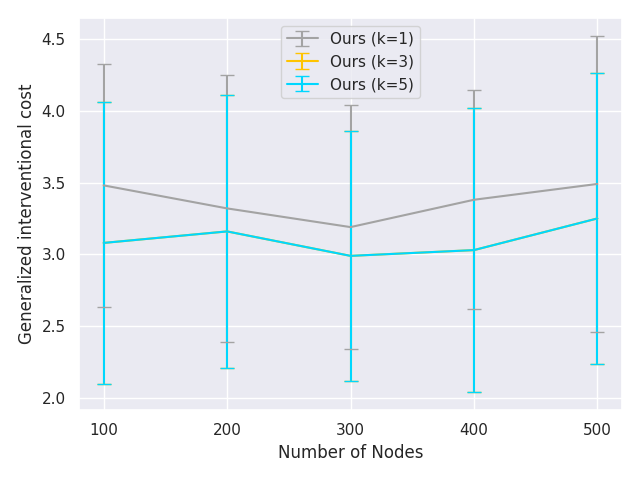 Ours (k=1)
Ours (k=3)
Ours (k=5)
Generalized interventional cost
4.5
4.0
3.5
3.0
2.5
2.0
100 200 300 400 500
Number of Nodes